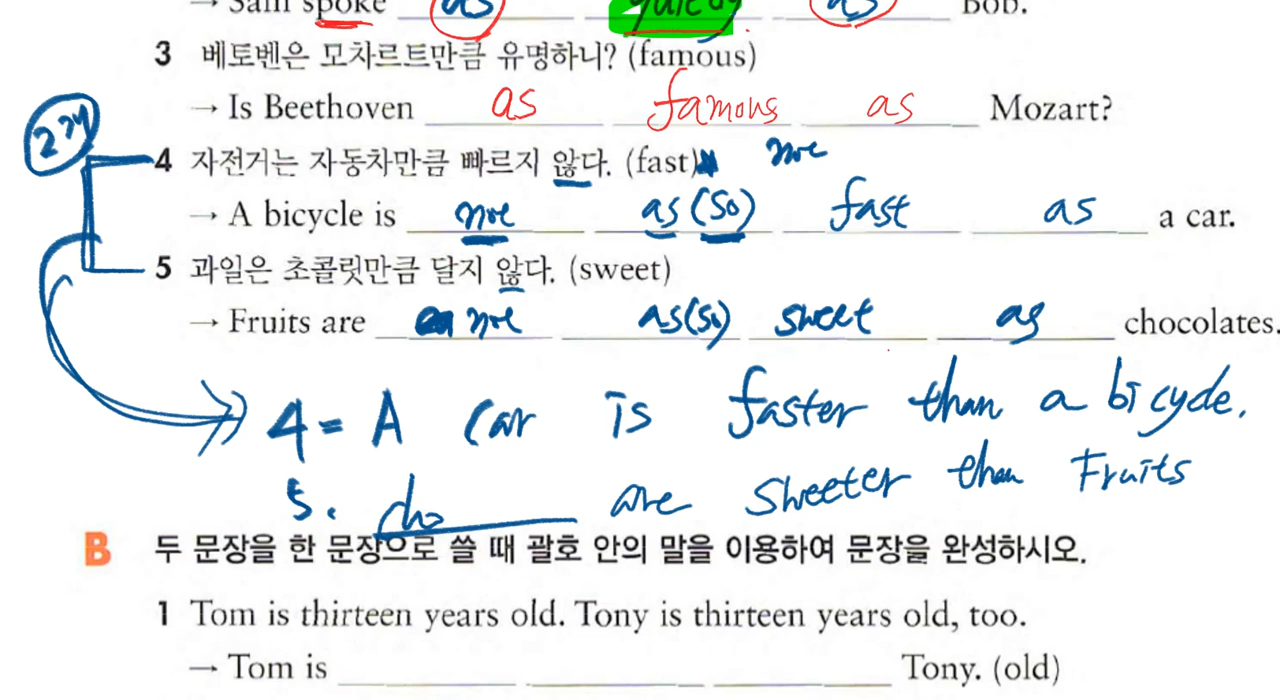 → Sam spoke as as Bob.
3 베토벤은 모차르트만큼 유명하니? (famous)
→ Is Beethoven as famous as Mozart?
4 자전거는 자동차만큼 빠르지 않다. (fast) not
→ A bicycle is not as (so) fast as a car.
5 과일은 초콜릿만큼 달지 않다. (sweet)
→ Fruits are not as(so) sweet as chocolates.
4 = A car is faster than a bicycle.
5. cho are sweeter than Fruits
B 두 문장을 한 문장으로 쓸 때 괄호 안의 말을 이용하여 문장을 완성하시오.
1 Tom is thirteen years old. Tony is thirteen years old, too.
→ Tom is Tony. (old)